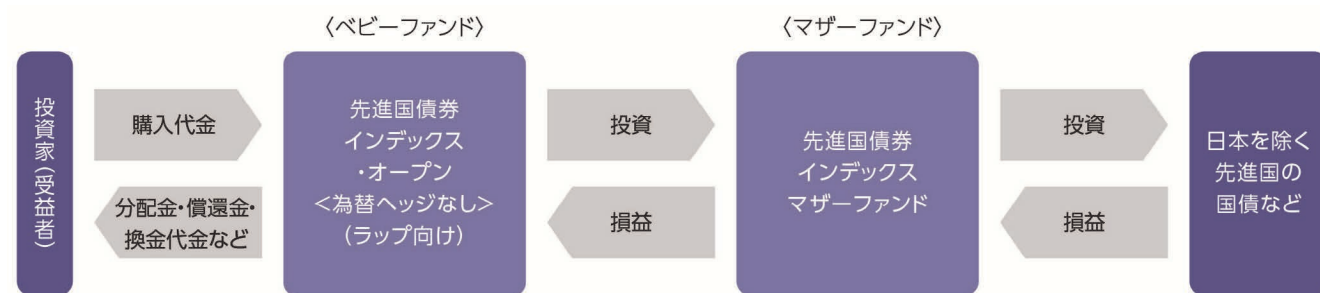 〈ベビーファンド〉
〈マザーファンド〉
投資家(受益者)
購入代金
分配金・償還金・
換金代金など
先進国債券
インデックス
・オープン
<為替ヘッジなし>
(ラップ向け)
投資
損益
先進国債券
インデックス
マザーファンド
投資
損益
日本を除く
先進国の
国債など